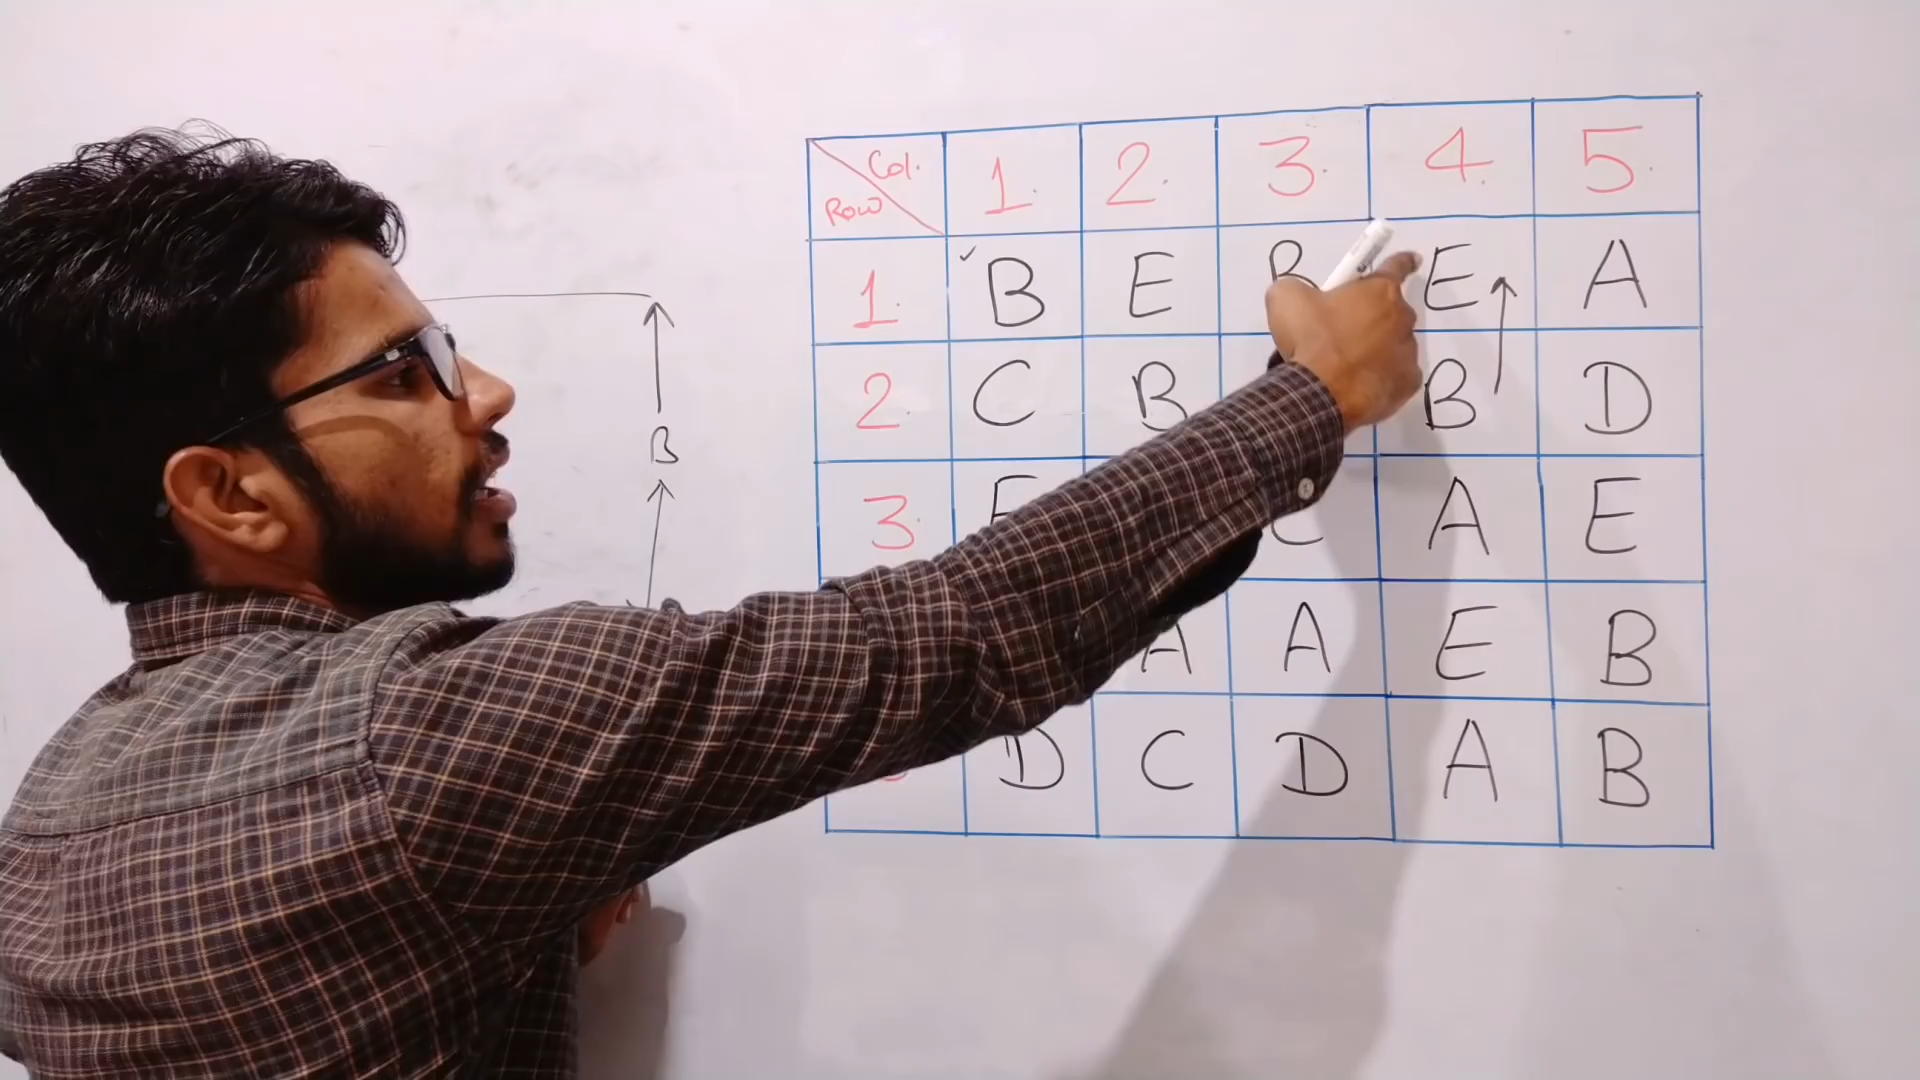 Col. 1. 2. 3. 4. 5.
Row
1. B E B E A
B
2. C B B D
3. E C A E
A A E B
D C D A B